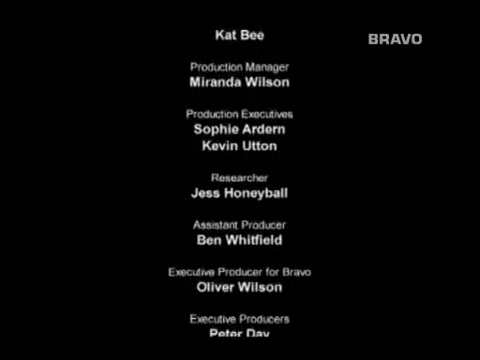 Kat Bee
BRAVO
Production Manager
Miranda Wilson
Production Executives
Sophie Ardern
Kevin Utton
Researcher
Jess Honeyball
Assistant Producer
Ben Whitfield
Executive Producer for Bravo
Oliver Wilson
Executive Producers
Peter Day